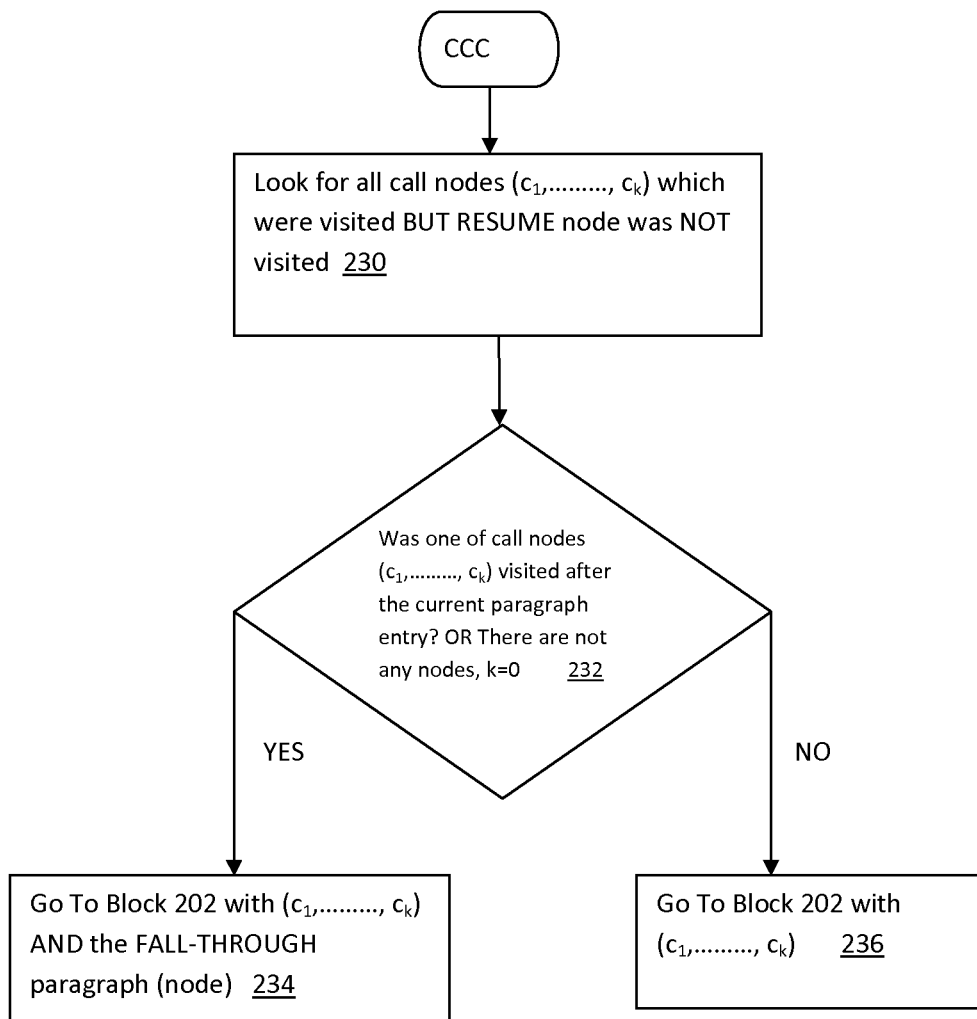 CCC
Look for all call nodes (c₁,........., cₖ) which
were visited BUT RESUME node was NOT
visited 230
Was one of call nodes
(c₁,........., cₖ) visited after
the current paragraph
entry? OR There are not
any nodes, k=0 232
YES
NO
Go To Block 202 with (c₁,........., cₖ)
AND the FALL-THROUGH
paragraph (node) 234
Go To Block 202 with
(c₁,........., cₖ) 236